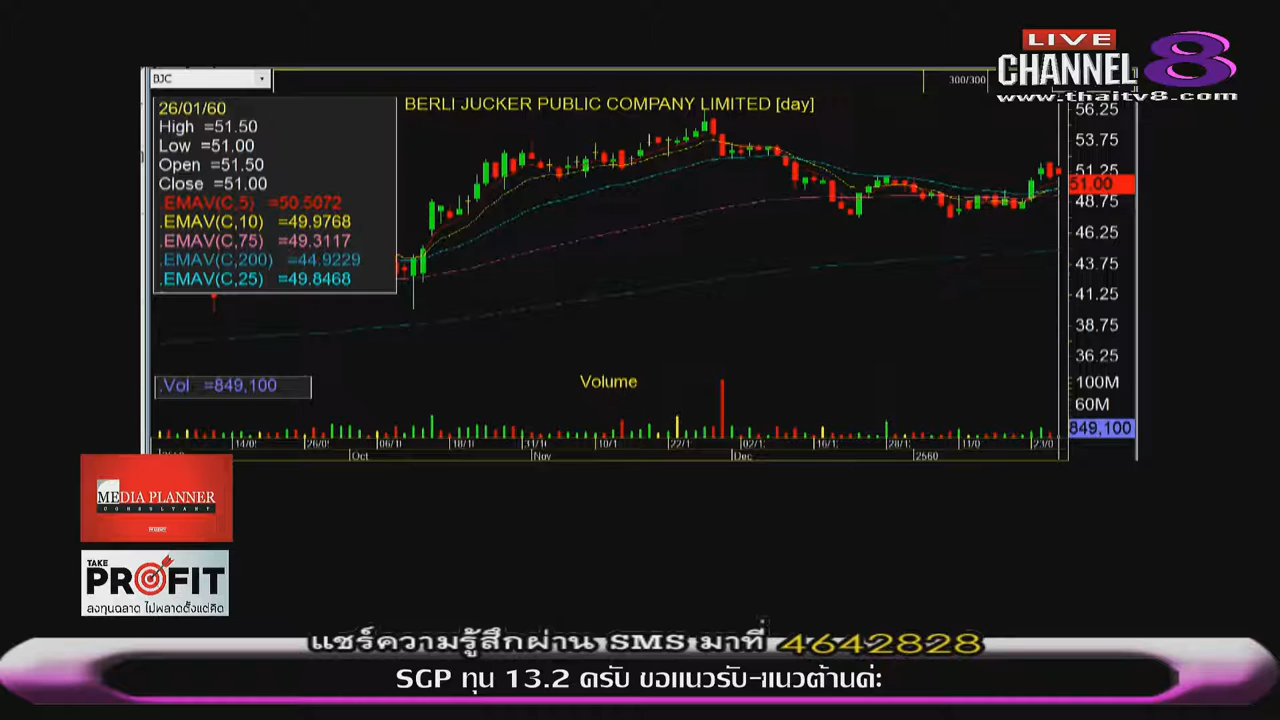 LIVE
CHANNEL 8
www.thaitv8.com
BJC
300/300
BERLI JUCKER PUBLIC COMPANY LIMITED [day]
26/01/60
High =51.50
Low =51.00
Open =51.50
Close =51.00
.EMAV(C,5) =50.5072
.EMAV(C,10) =49.9768
.EMAV(C,75) =49.3117
.EMAV(C,200) =44.9229
.EMAV(C,25) =49.8468
56.25
53.75
51.25
51.00
48.75
46.25
43.75
41.25
38.75
36.25
.Vol =849,100
Volume
100M
60M
849,100
Oct
Nov
Dec
2560
MEDIA PLANNER
CONSULTANT
TAKE
PROFIT
ลงทุนฉลาด ไม่พลาดตั้งแต่คิด
แชร์ความรู้สึกผ่าน SMS มาที่ 4642828
SGP ทุน 13.2 ครับ ขอแนวรับ-แนวต้านค่ะ